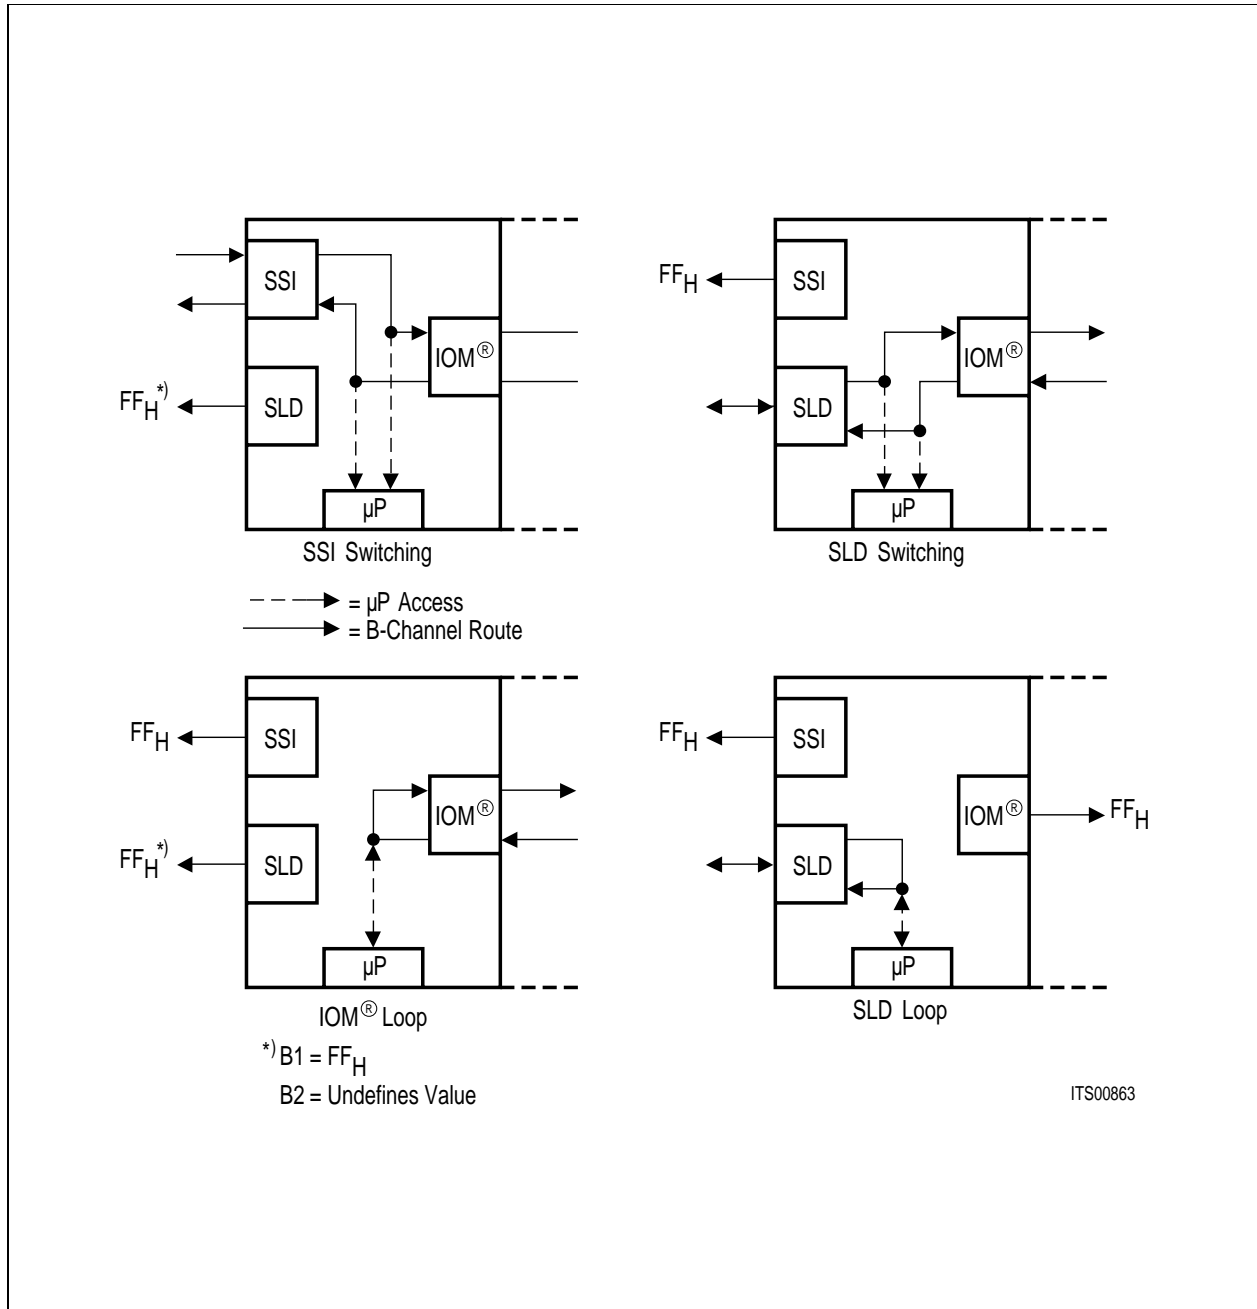 SSI
IOM®
FF_H*)
SLD
µP
SSI Switching
FF_H
SSI
IOM®
SLD
µP
SLD Switching
= µP Access
= B-Channel Route
FF_H
SSI
IOM®
FF_H*)
SLD
µP
IOM® Loop
FF_H
SSI
IOM®
FF_H
SLD
µP
SLD Loop
*) B1 = FF_H
B2 = Undefines Value
ITS00863